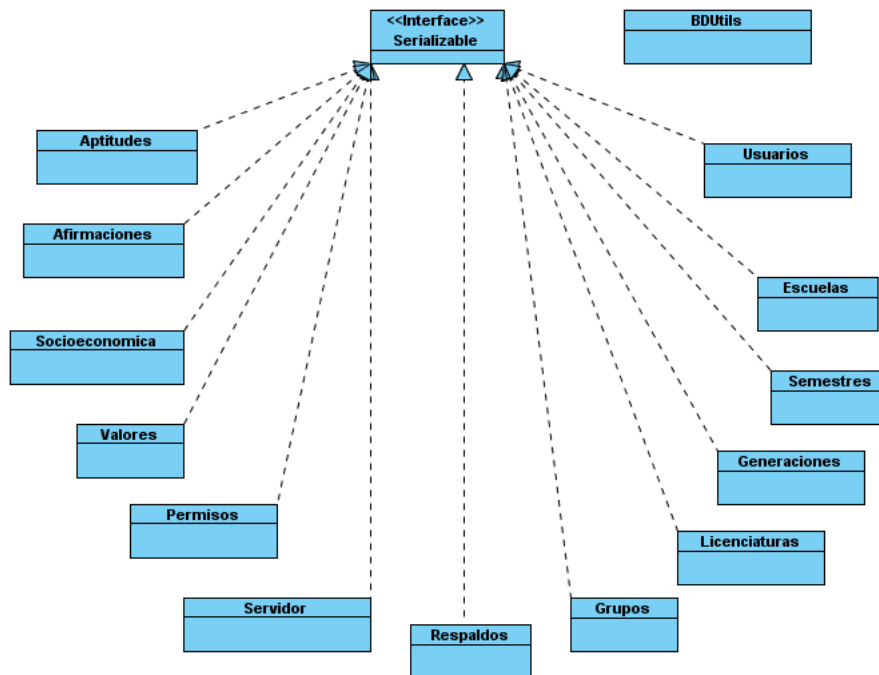 <<Interface>>
Serializable
BDUtils
Aptitudes
Usuarios
Afirmaciones
Escuelas
Socioeconomica
Semestres
Valores
Generaciones
Permisos
Licenciaturas
Servidor
Grupos
Respaldos